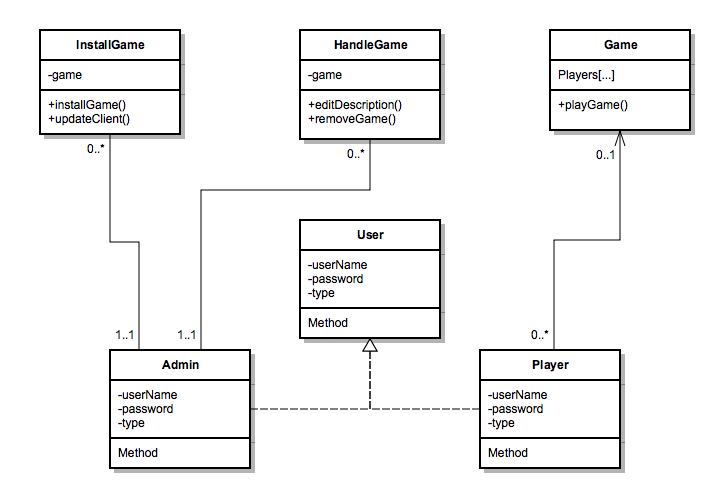 InstallGame
-game
+installGame()
+updateClient()
HandleGame
-game
+editDescription()
+removeGame()
Game
Players[...]
+playGame()
0..*
0..*
0..1
User
-userName
-password
-type
Method
1..1
1..1
0..*
Admin
-userName
-password
-type
Method
Player
-userName
-password
-type
Method